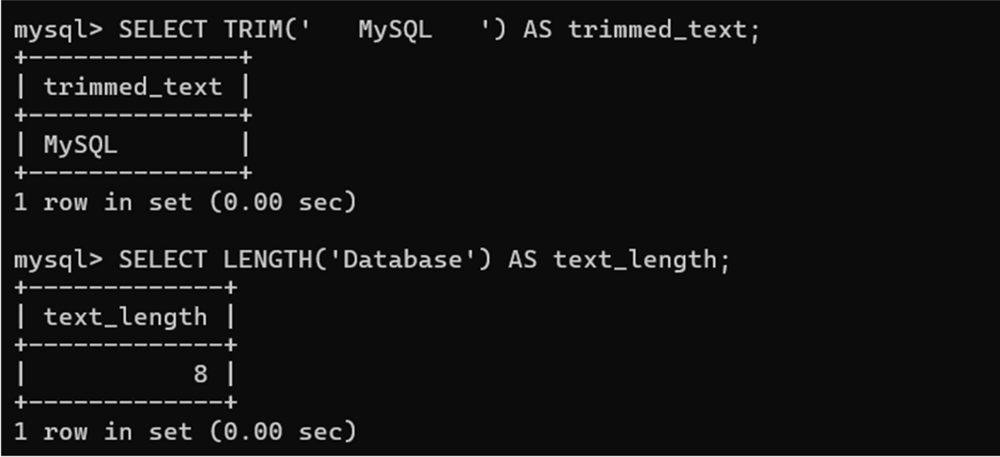 mysql> SELECT TRIM('   MySQL   ') AS trimmed_text;
+--------------+
| trimmed_text |
+--------------+
| MySQL        |
+--------------+
1 row in set (0.00 sec)

mysql> SELECT LENGTH('Database') AS text_length;
+-------------+
| text_length |
+-------------+
|           8 |
+-------------+
1 row in set (0.00 sec)